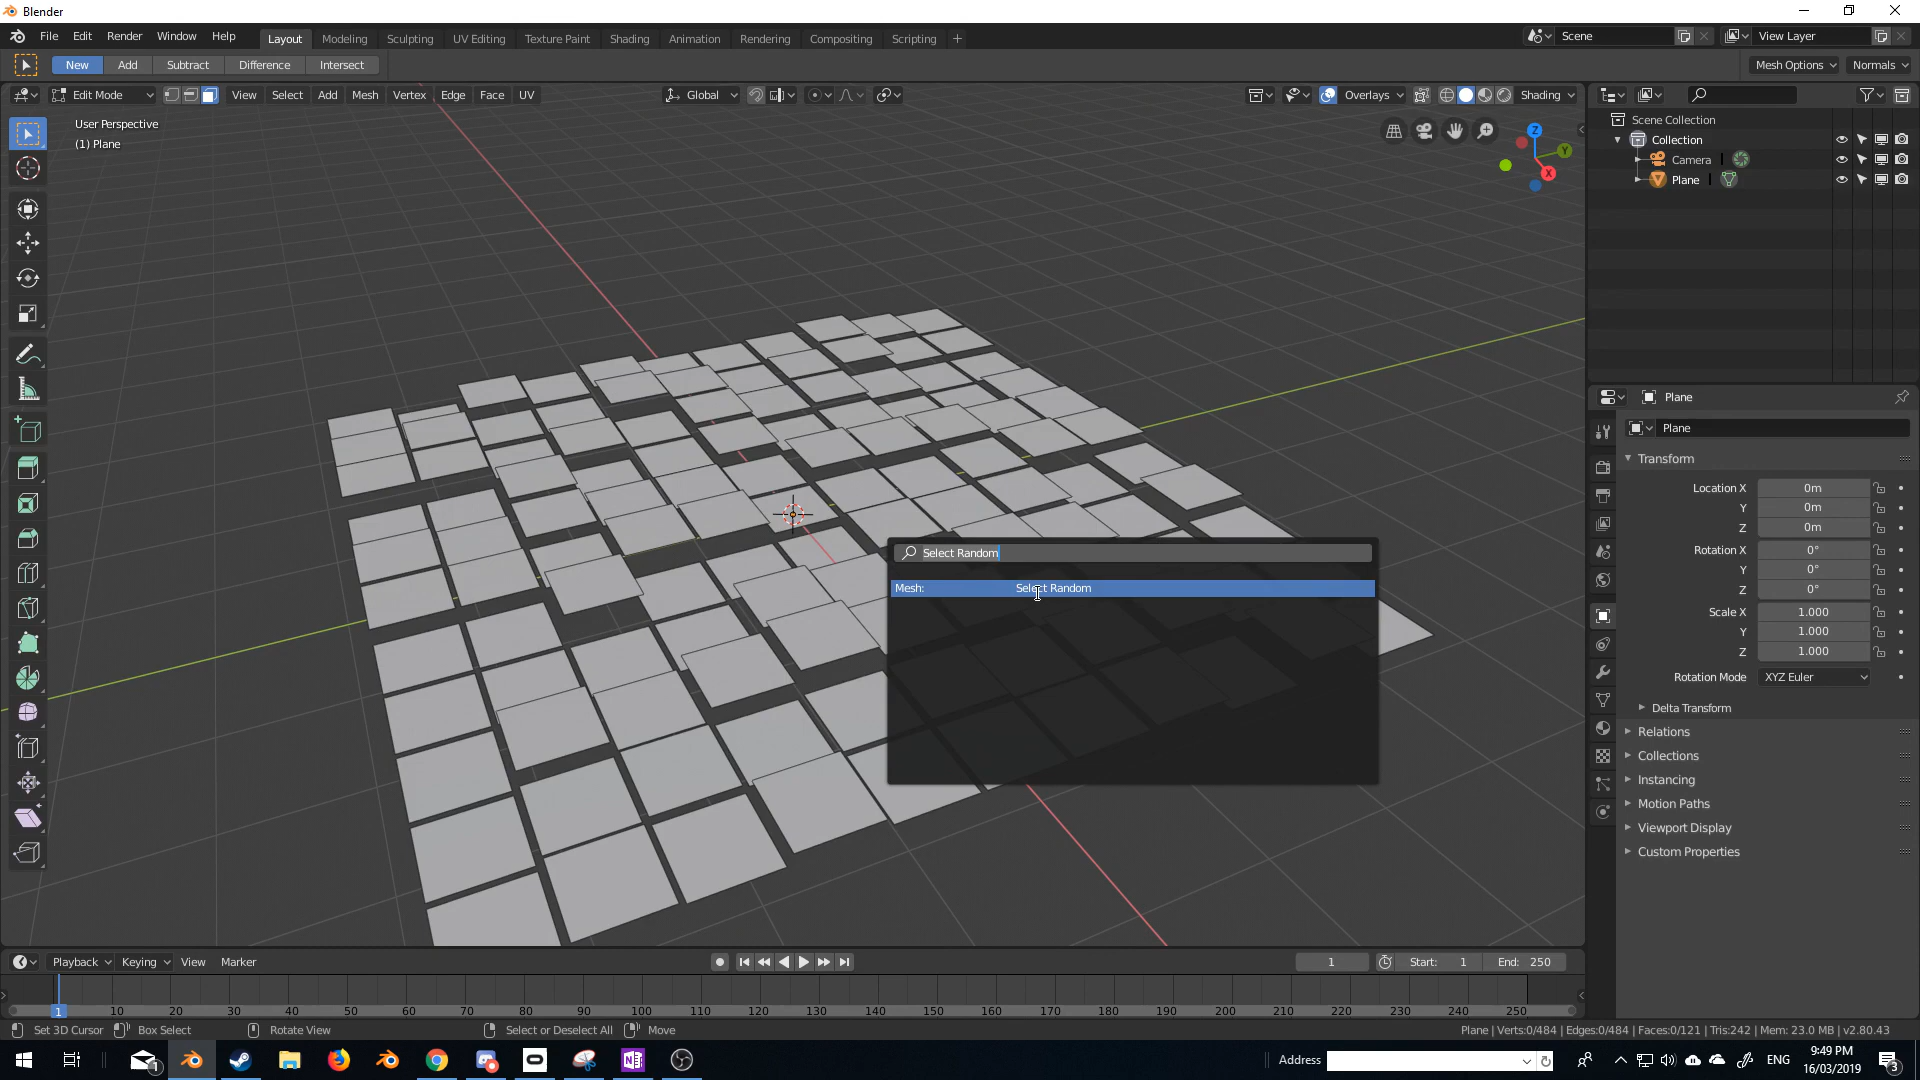 Blender
File Edit Render Window Help
Layout Modeling Sculpting UV Editing Texture Paint Shading Animation Rendering Compositing Scripting +
Scene
View Layer
New Add Subtract Difference Intersect
Mesh Options Normals
Edit Mode View Select Add Mesh Vertex Edge Face UV
Global
Overlays
Shading
User Perspective
(1) Plane
Z
Y
X
Scene Collection
Collection
Camera
Plane
Plane
Plane
Transform
Location X 0m
Y 0m
Z 0m
Rotation X 0°
Y 0°
Z 0°
Scale X 1.000
Y 1.000
Z 1.000
Rotation Mode XYZ Euler
Delta Transform
Relations
Collections
Instancing
Motion Paths
Viewport Display
Custom Properties
Select Random
Mesh: Select Random
Playback Keying View Marker
1
Start: 1 End: 250
1 10 20 30 40 50 60 70 80 90 100 110 120 130 140 150 160 170 180 190 200 210 220 230 240 250
Set 3D Cursor Box Select Rotate View Select or Deselect All Move
Plane | Verts:0/484 | Edges:0/484 | Faces:0/121 | Tris:242 | Mem: 23.0 MB | v2.80.43
1
Address
ENG
9:49 PM
16/03/2019
3